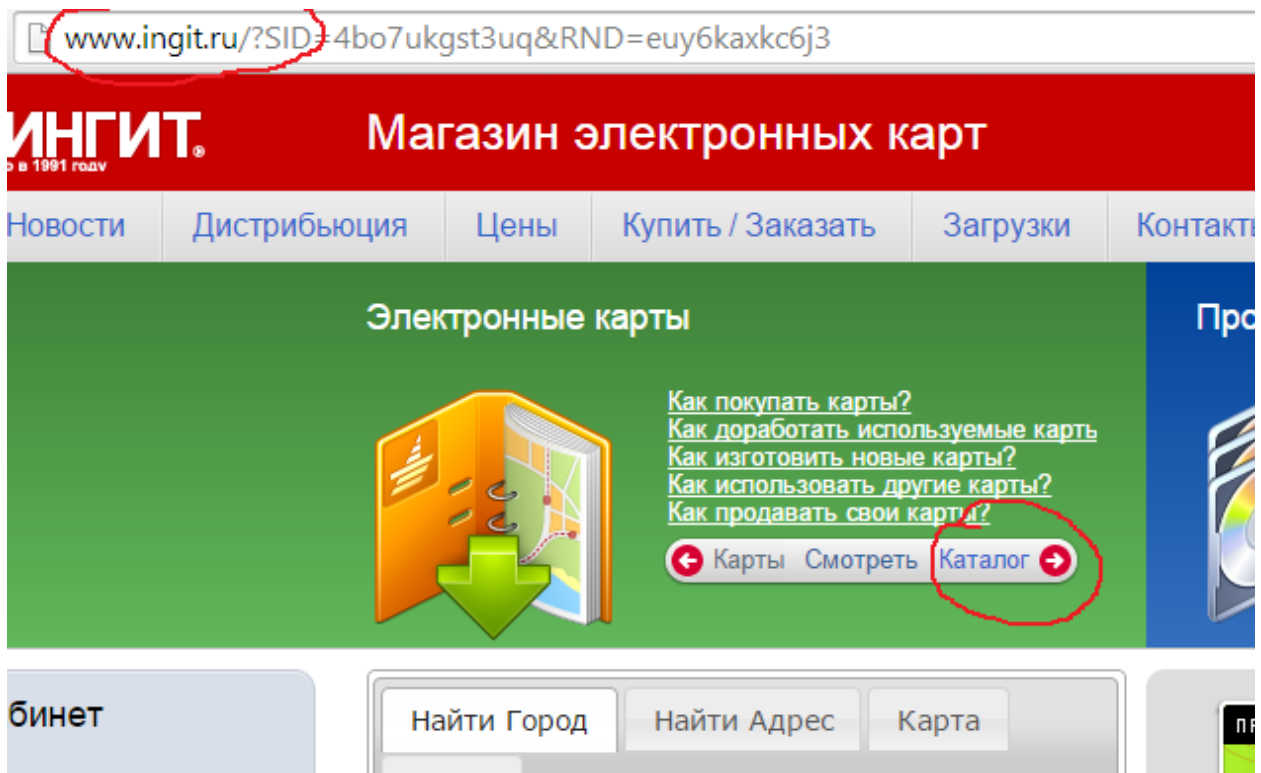 www.ingit.ru/?SID=4bo7ukgst3uq&RND=euy6kaxkc6j3
ИНГИТ®
Магазин электронных карт
в 1991 году
Новости Дистрибьюция Цены Купить / Заказать Загрузки Контакты
Электронные карты
Про
Как покупать карты?
Как доработать используемые карть
Как изготовить новые карты?
Как использовать другие карты?
Как продавать свои карты?
Карты Смотреть Каталог
бинет
Найти Город Найти Адрес Карта